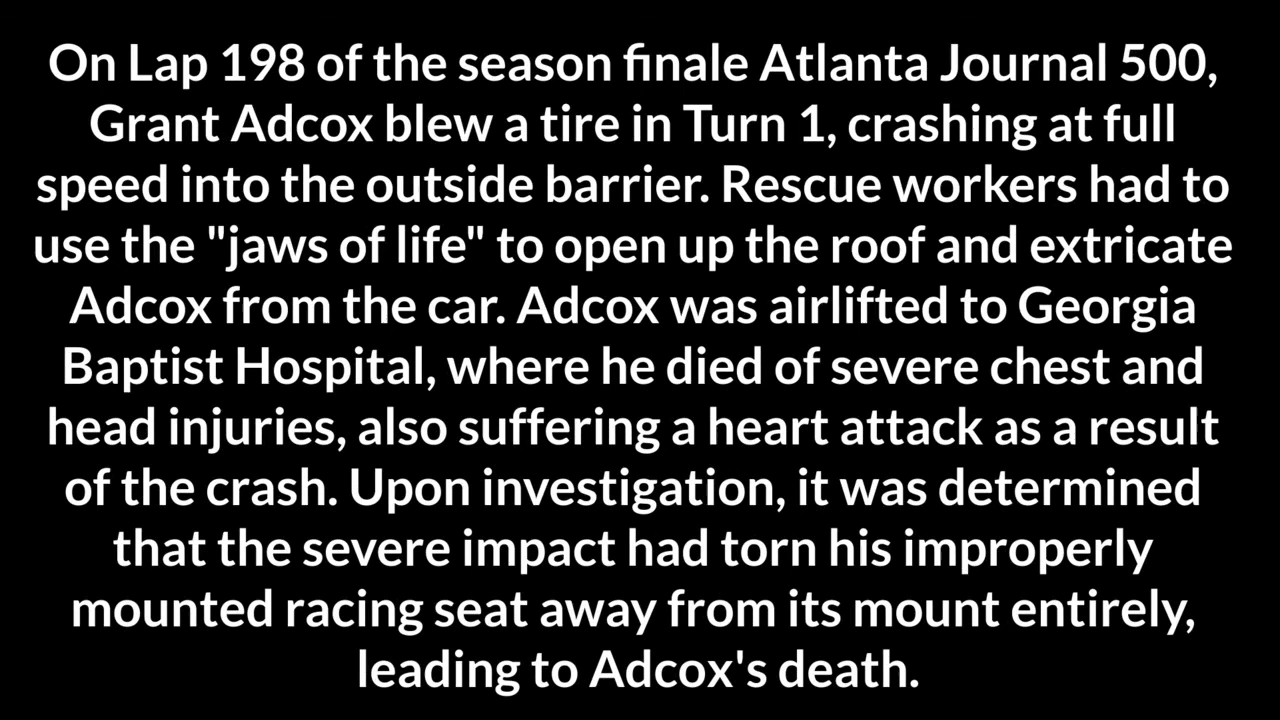 On Lap 198 of the season finale Atlanta Journal 500,
Grant Adcox blew a tire in Turn 1, crashing at full
speed into the outside barrier. Rescue workers had to
use the "jaws of life" to open up the roof and extricate
Adcox from the car. Adcox was airlifted to Georgia
Baptist Hospital, where he died of severe chest and
head injuries, also suffering a heart attack as a result
of the crash. Upon investigation, it was determined
that the severe impact had torn his improperly
mounted racing seat away from its mount entirely,
leading to Adcox's death.